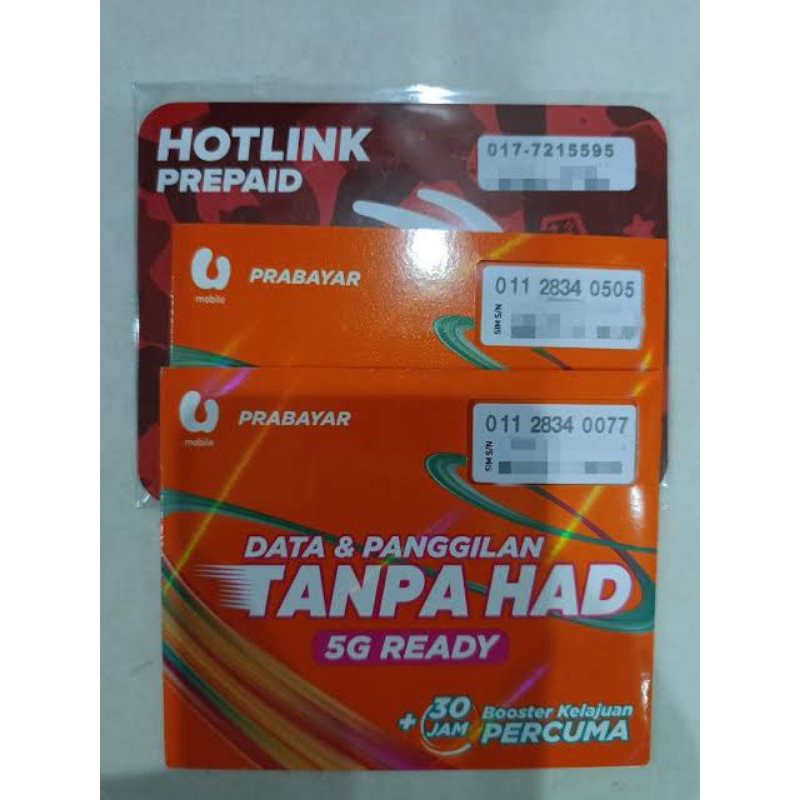 HOTLINK
PREPAID
017-7215595
U
mobile
PRABAYAR
011 2834 0505
SIM S/N
U
mobile
PRABAYAR
011 2834 0077
SIM S/N
DATA & PANGGILAN
TANPA HAD
5G READY
+ 30 JAM
Booster Kelajuan
PERCUMA